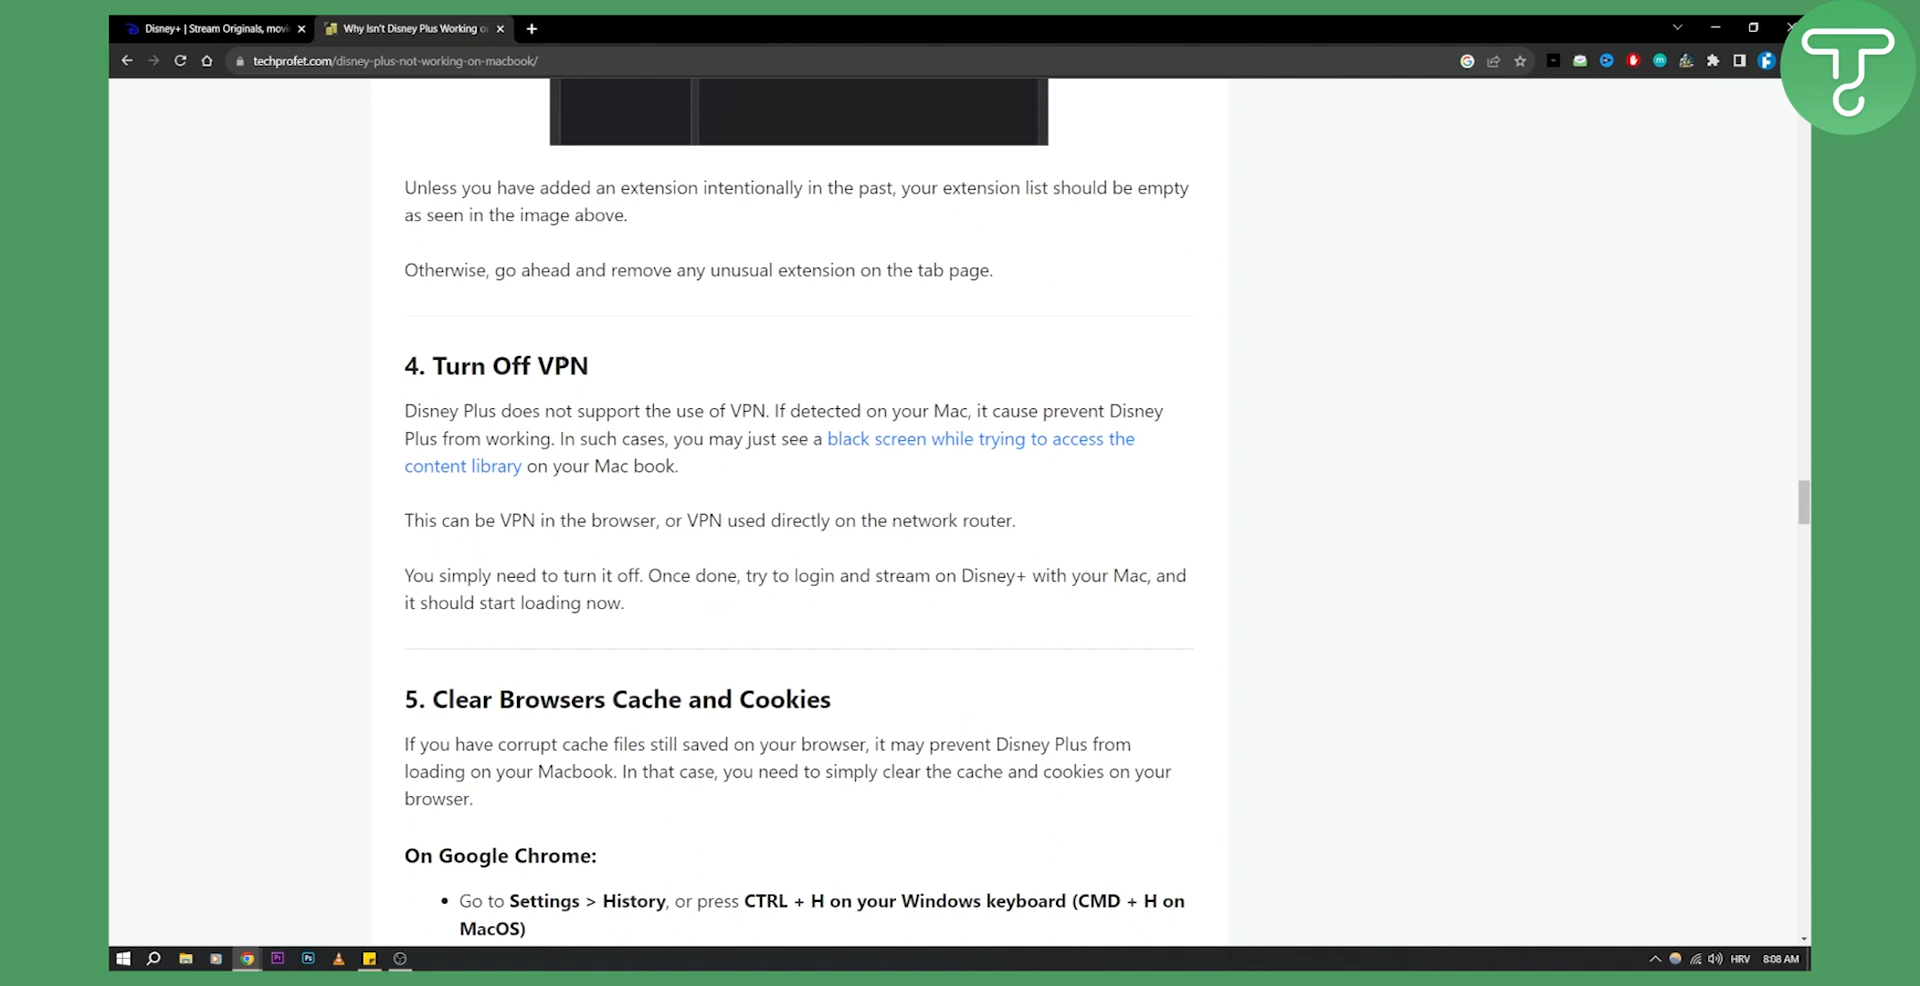 Disney+ | Stream Originals, movi
Why Isn't Disney Plus Working o
techprofet.com/disney-plus-not-working-on-macbook/
Unless you have added an extension intentionally in the past, your extension list should be empty
as seen in the image above.
Otherwise, go ahead and remove any unusual extension on the tab page.
4. Turn Off VPN
Disney Plus does not support the use of VPN. If detected on your Mac, it cause prevent Disney
Plus from working. In such cases, you may just see a black screen while trying to access the
content library on your Mac book.
This can be VPN in the browser, or VPN used directly on the network router.
You simply need to turn it off. Once done, try to login and stream on Disney+ with your Mac, and
it should start loading now.
5. Clear Browsers Cache and Cookies
If you have corrupt cache files still saved on your browser, it may prevent Disney Plus from
loading on your Macbook. In that case, you need to simply clear the cache and cookies on your
browser.
On Google Chrome:
• Go to Settings > History, or press CTRL + H on your Windows keyboard (CMD + H on
MacOS)
HRV 8:08 AM